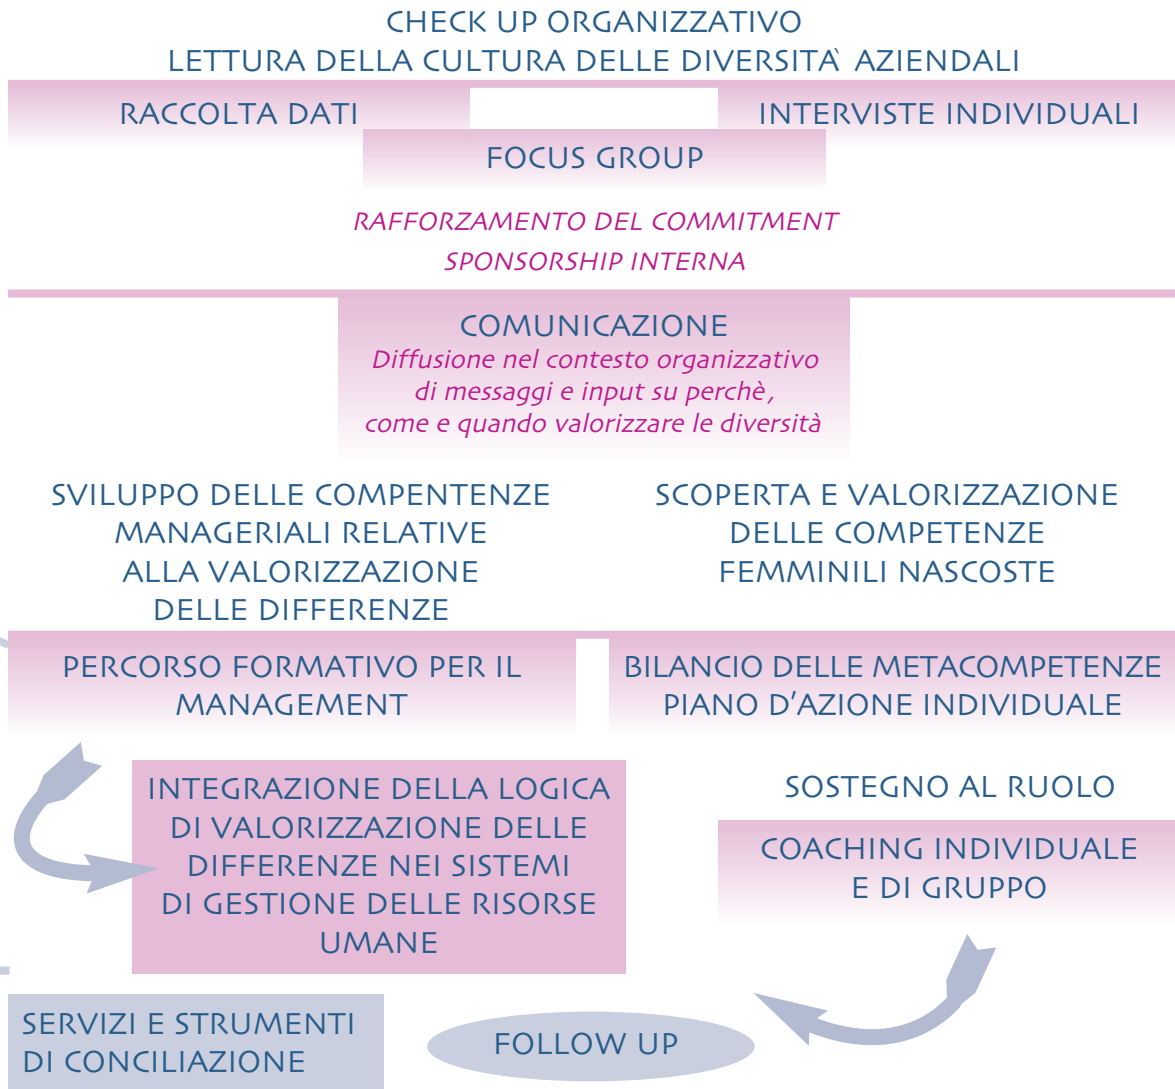 CHECK UP ORGANIZZATIVO
LETTURA DELLA CULTURA DELLE DIVERSITA` AZIENDALI
RACCOLTA DATI
INTERVISTE INDIVIDUALI
FOCUS GROUP
RAFFORZAMENTO DEL COMMITMENT
SPONSORSHIP INTERNA
COMUNICAZIONE
Diffusione nel contesto organizzativo
di messaggi e input su perchè,
come e quando valorizzare le diversità
SVILUPPO DELLE COMPENTENZE
MANAGERIALI RELATIVE
ALLA VALORIZZAZIONE
DELLE DIFFERENZE
SCOPERTA E VALORIZZAZIONE
DELLE COMPETENZE
FEMMINILI NASCOSTE
PERCORSO FORMATIVO PER IL
MANAGEMENT
BILANCIO DELLE METACOMPETENZE
PIANO D'AZIONE INDIVIDUALE
INTEGRAZIONE DELLA LOGICA
DI VALORIZZAZIONE DELLE
DIFFERENZE NEI SISTEMI
DI GESTIONE DELLE RISORSE
UMANE
SOSTEGNO AL RUOLO
COACHING INDIVIDUALE
E DI GRUPPO
SERVIZI E STRUMENTI
DI CONCILIAZIONE
FOLLOW UP